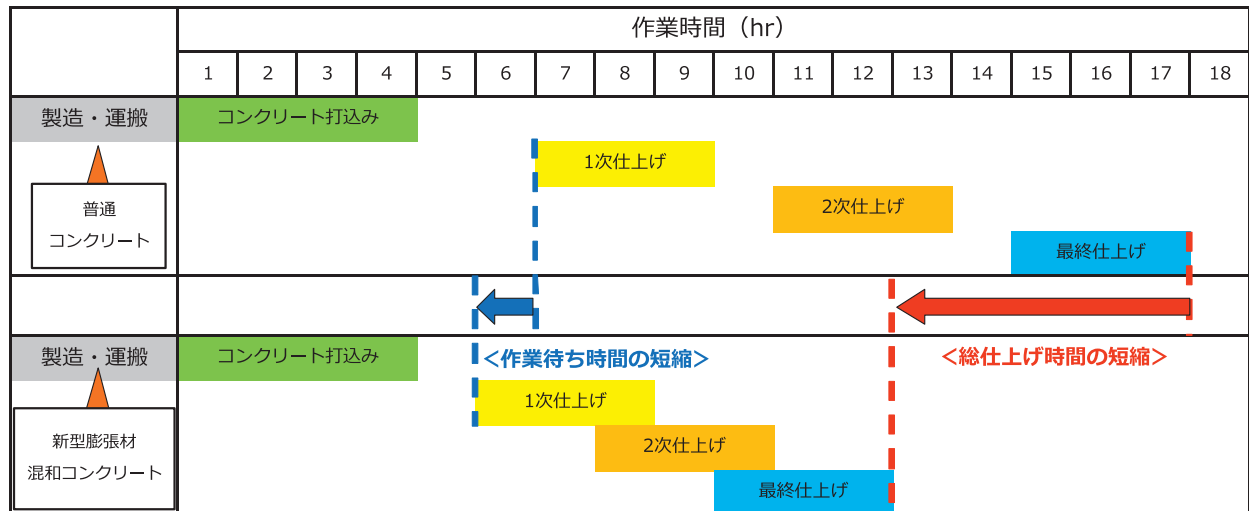 作業時間（hr）
1 2 3 4 5 6 7 8 9 10 11 12 13 14 15 16 17 18
製造・運搬 コンクリート打込み
1次仕上げ
普通
コンクリート
2次仕上げ
最終仕上げ
製造・運搬 コンクリート打込み
＜作業待ち時間の短縮＞ ＜総仕上げ時間の短縮＞
1次仕上げ
新型膨張材
混和コンクリート
2次仕上げ
最終仕上げ